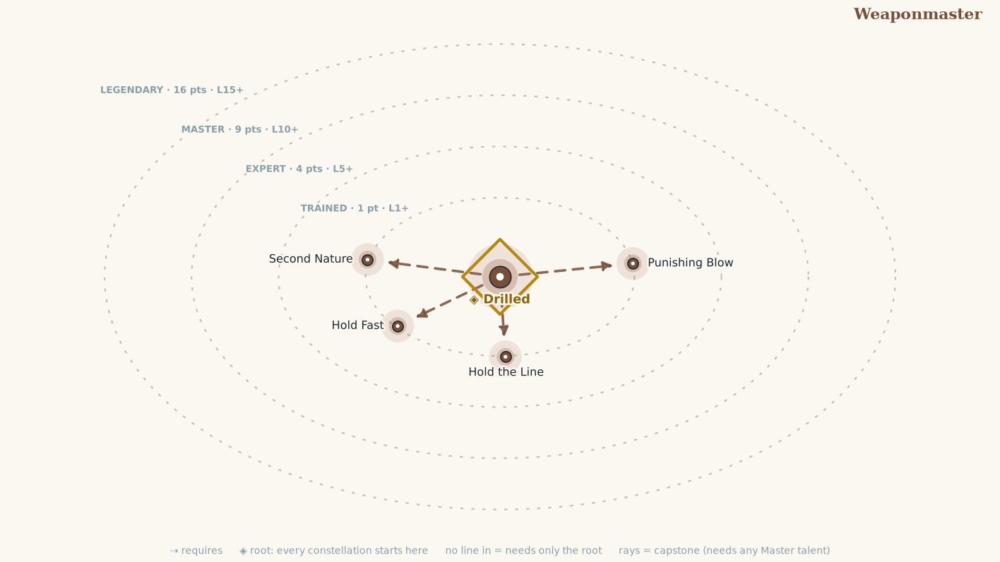 Weaponmaster
LEGENDARY · 16 pts · L15+
MASTER · 9 pts · L10+
EXPERT · 4 pts · L5+
TRAINED · 1 pt · L1+
Second Nature
Punishing Blow
◈ Drilled
Hold Fast
Hold the Line
⇢ requires ◈ root: every constellation starts here no line in = needs only the root rays = capstone (needs any Master talent)